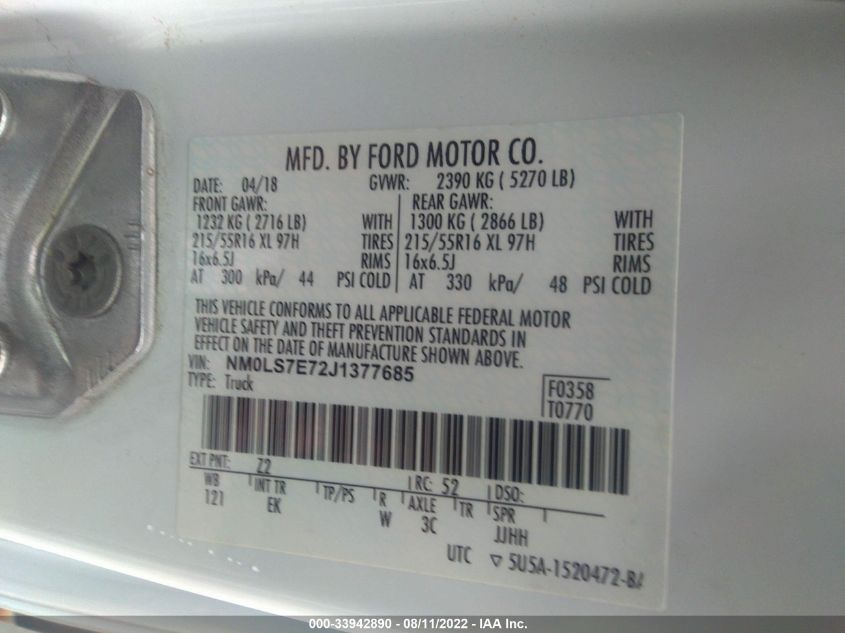 MFD. BY FORD MOTOR CO.
DATE: 04/18 GVWR: 2390 KG ( 5270 LB)
FRONT GAWR: REAR GAWR:
1232 KG ( 2716 LB) WITH 1300 KG ( 2866 LB) WITH
215/55R16 XL 97H TIRES 215/55R16 XL 97H TIRES
16x6.5J RIMS 16x6.5J RIMS
AT 300 kPa/ 44 PSI COLD AT 330 kPa/ 48 PSI COLD
THIS VEHICLE CONFORMS TO ALL APPLICABLE FEDERAL MOTOR
VEHICLE SAFETY AND THEFT PREVENTION STANDARDS IN
EFFECT ON THE DATE OF MANUFACTURE SHOWN ABOVE.
VIN: NM0LS7E72J1377685
TYPE: Truck
F0358
T0770
EXT PNT: Z2 RC: 52 DSO:
WB INT TR TP/PS R AXLE TR SPR
121 EK W 3C JJHH
UTC ▽ 5U5A-1520472-BA
000-33942890 - 08/11/2022 - IAA Inc.